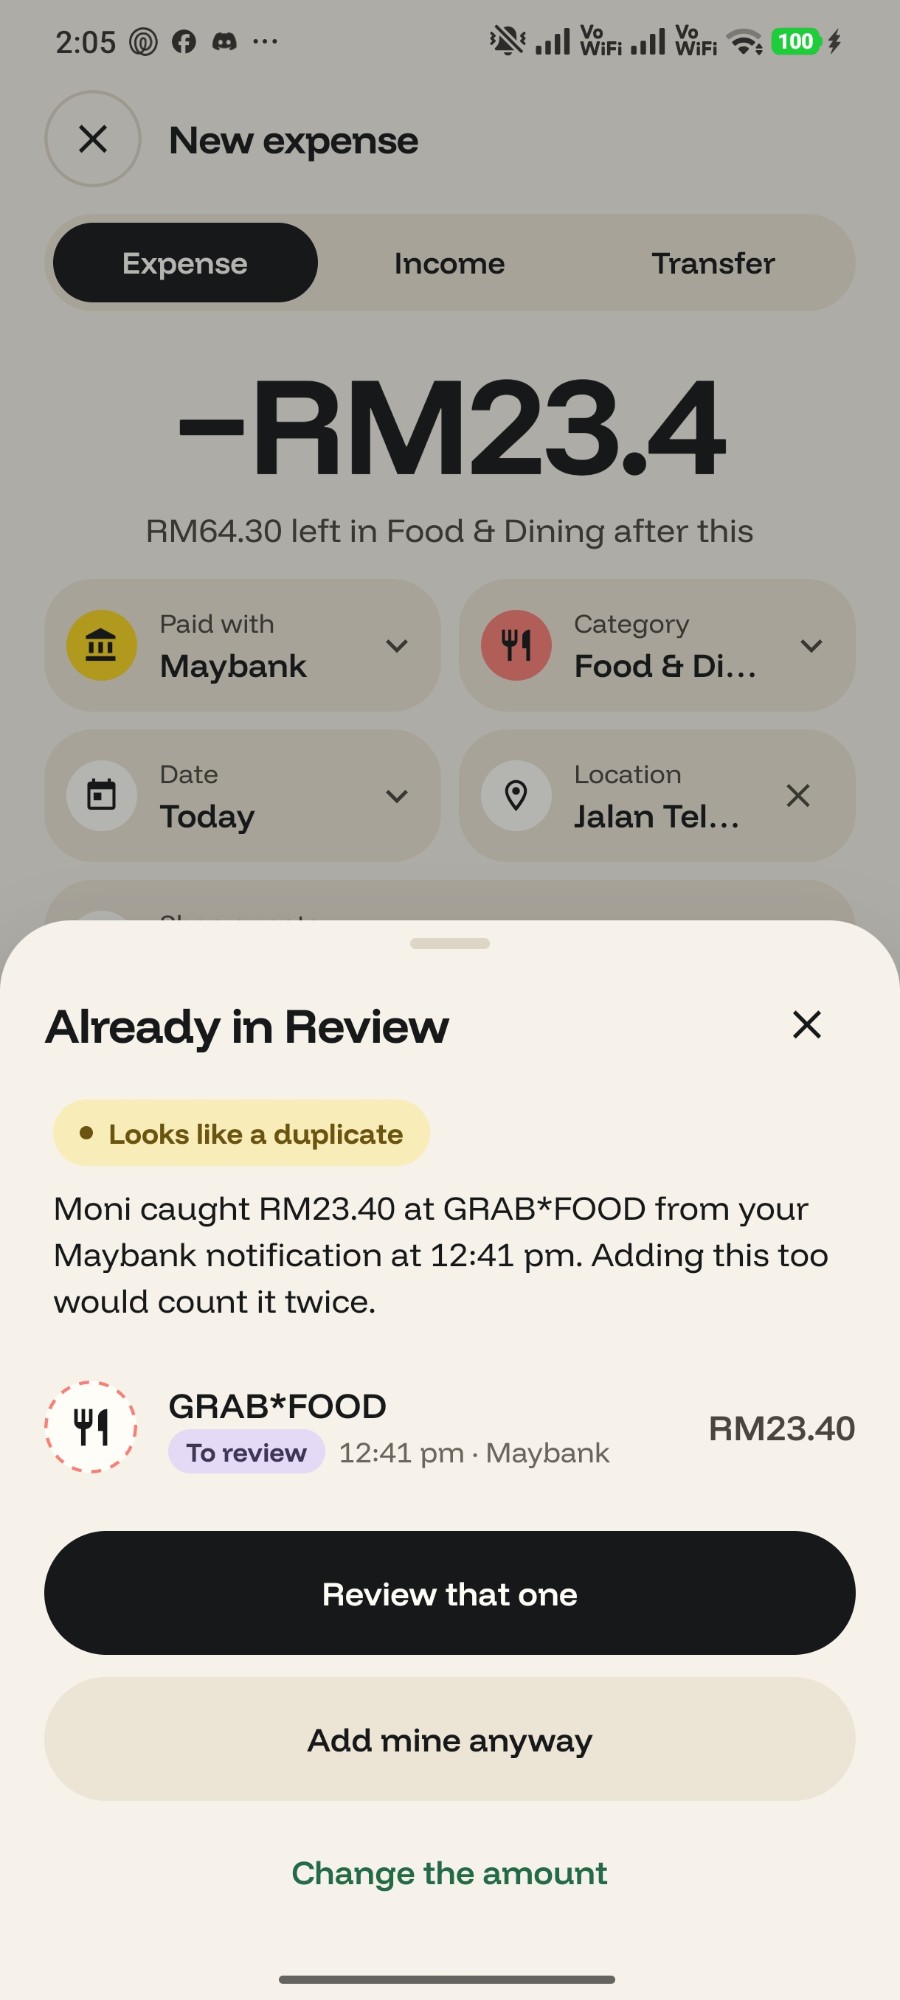 2:05
Vo WiFi
Vo WiFi
100
New expense
Expense
Income
Transfer
−RM23.4
RM64.30 left in Food & Dining after this
Paid with
Maybank
Category
Food & Di...
Date
Today
Location
Jalan Tel...
Already in Review
Looks like a duplicate
Moni caught RM23.40 at GRAB*FOOD from your
Maybank notification at 12:41 pm. Adding this too
would count it twice.
GRAB*FOOD
To review
12:41 pm · Maybank
RM23.40
Review that one
Add mine anyway
Change the amount